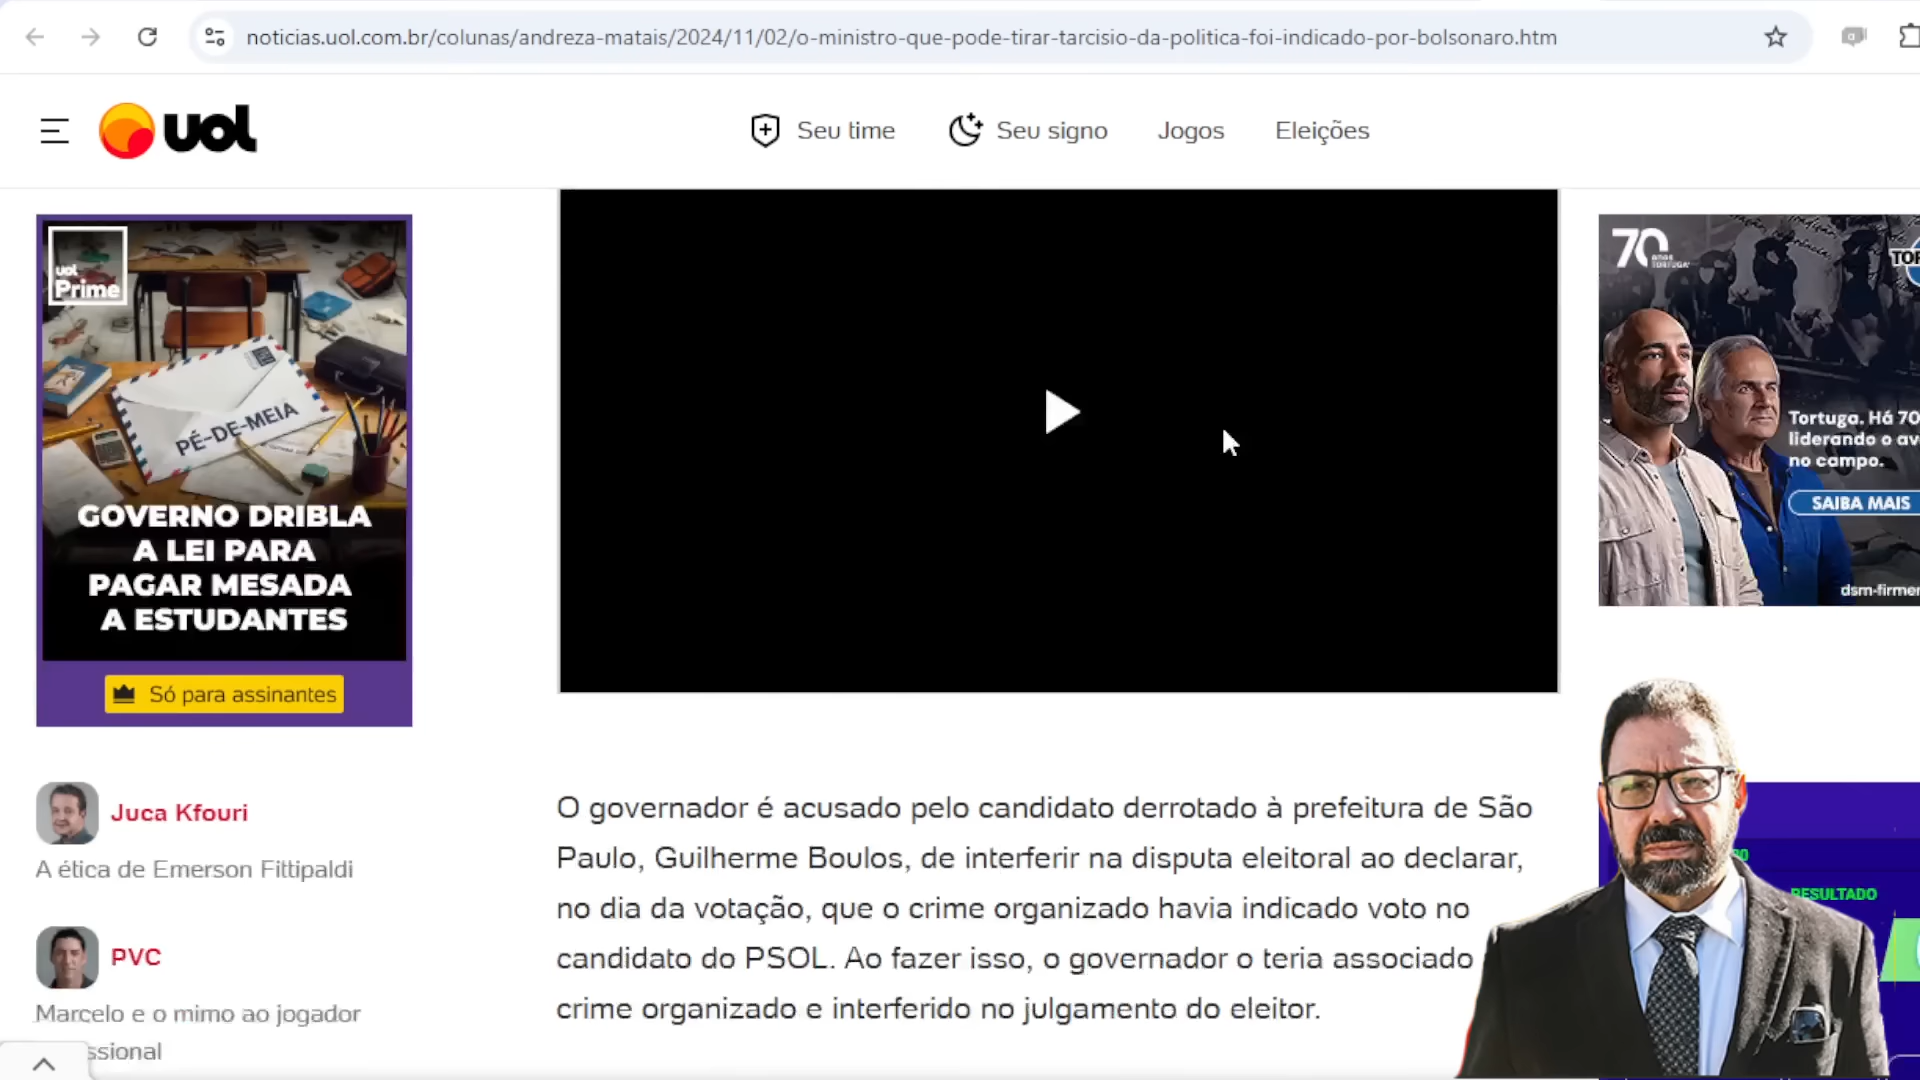 noticias.uol.com.br/colunas/andreza-matais/2024/11/02/o-ministro-que-pode-tirar-tarcisio-da-politica-foi-indicado-por-bolsonaro.htm
uol
Seu time
Seu signo
Jogos
Eleições
uol
Prime
PÉ-DE-MEIA
GOVERNO DRIBLA
A LEI PARA
PAGAR MESADA
A ESTUDANTES
Só para assinantes
Juca Kfouri
A ética de Emerson Fittipaldi
PVC
Marcelo e o mimo ao jogador
ssional
O governador é acusado pelo candidato derrotado à prefeitura de São
Paulo, Guilherme Boulos, de interferir na disputa eleitoral ao declarar,
no dia da votação, que o crime organizado havia indicado voto no
candidato do PSOL. Ao fazer isso, o governador o teria associado
crime organizado e interferido no julgamento do eleitor.
70
anos
TORTUGA
TOR
Tortuga. Há 70
liderando o av
no campo.
SAIBA MAIS
dsm-firmen
RESULTADO